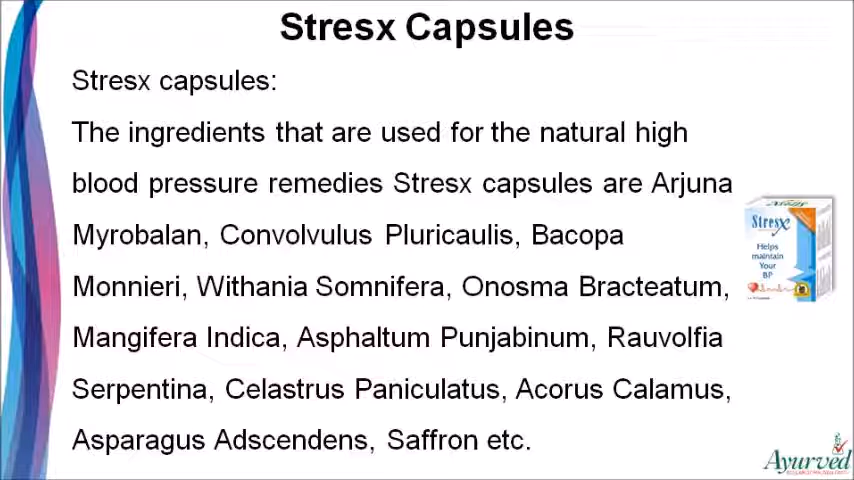 Stresx Capsules
Stresx capsules:
The ingredients that are used for the natural high
blood pressure remedies Stresx capsules are Arjuna
Myrobalan, Convolvulus Pluricaulis, Bacopa
Monnieri, Withania Somnifera, Onosma Bracteatum,
Mangifera Indica, Asphaltum Punjabinum, Rauvolfia
Serpentina, Celastrus Paniculatus, Acorus Calamus,
Asparagus Adscendens, Saffron etc.
Stresx
Helps
maintain
Your
BP
Ayurved